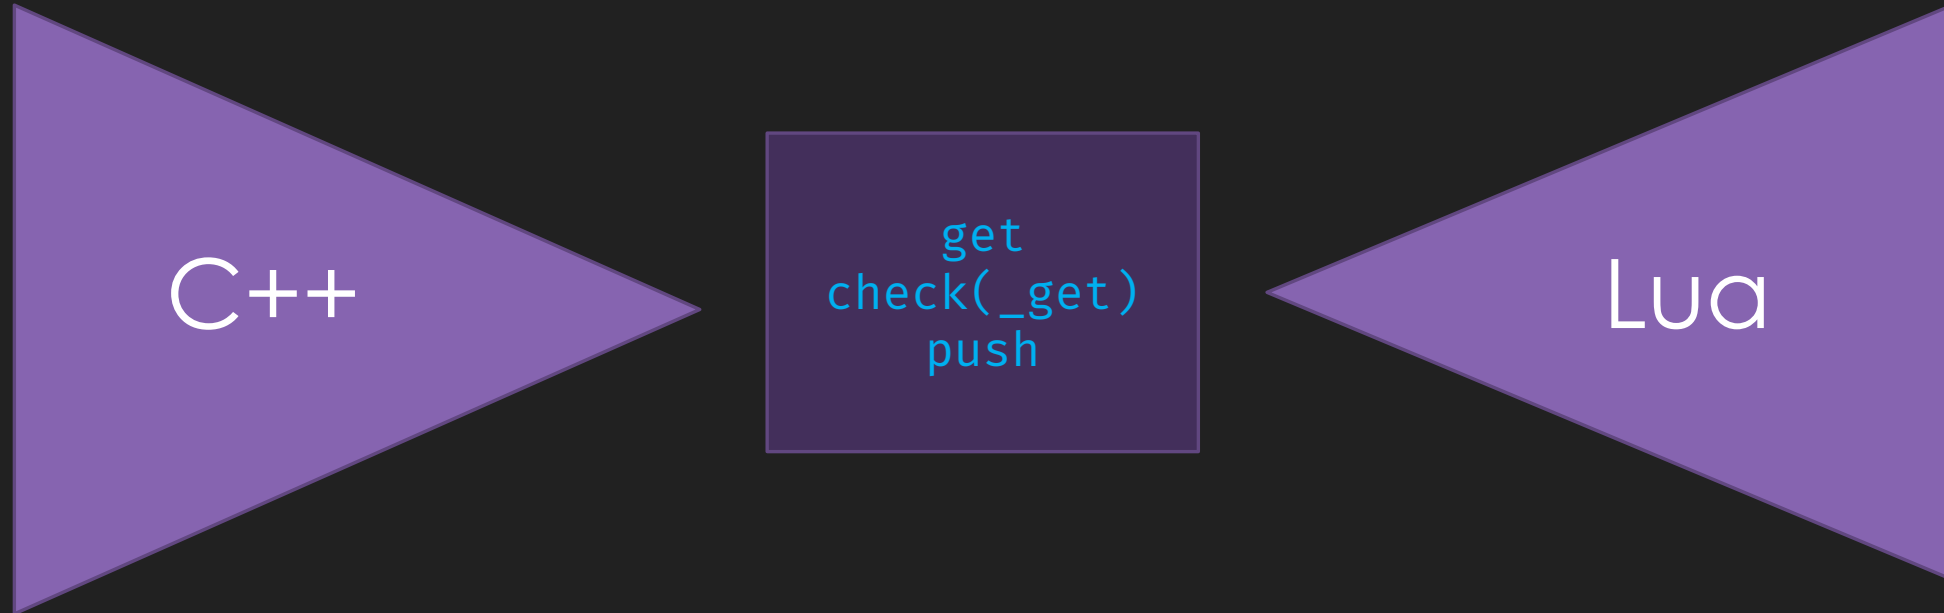 C++
get
check(_get)
push
Lua